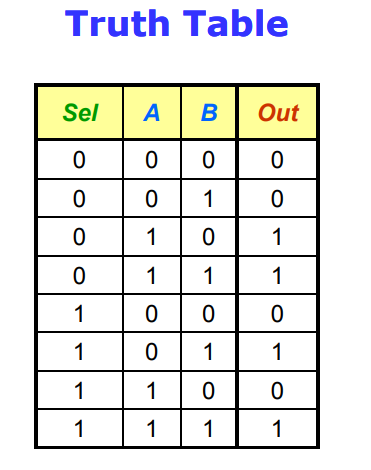 Truth Table
Sel A B Out
0 0 0 0
0 0 1 0
0 1 0 1
0 1 1 1
1 0 0 0
1 0 1 1
1 1 0 0
1 1 1 1